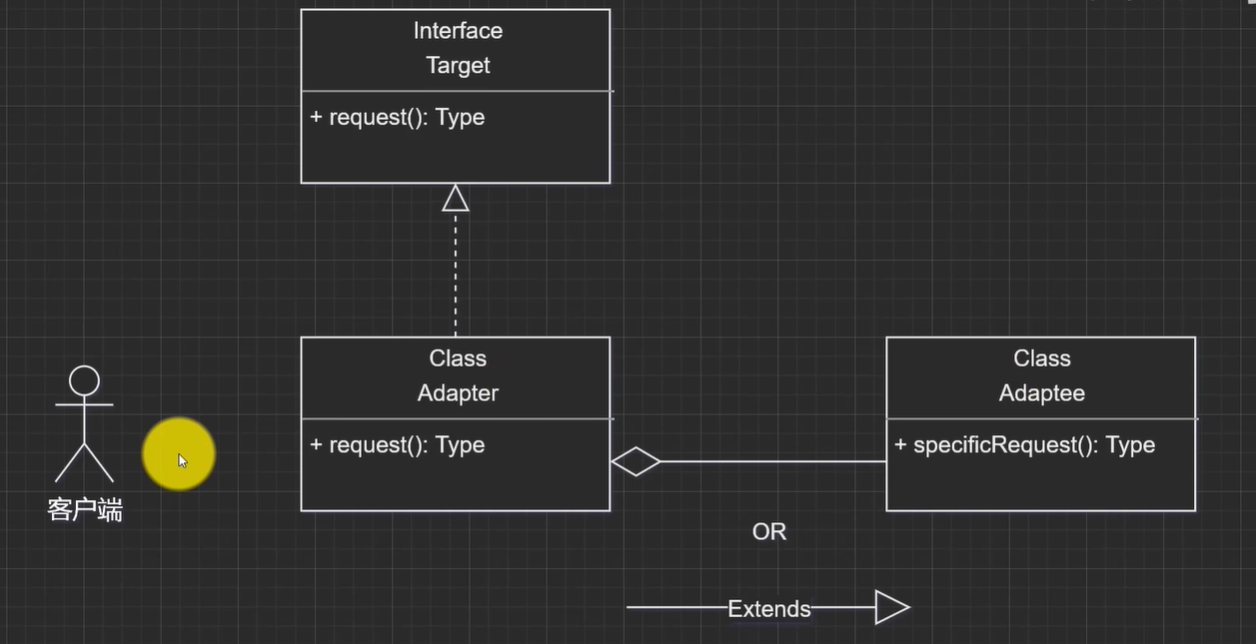 Interface
Target
+ request(): Type
Class
Adapter
+ request(): Type
Class
Adaptee
+ specificRequest(): Type
客户端
OR
Extends